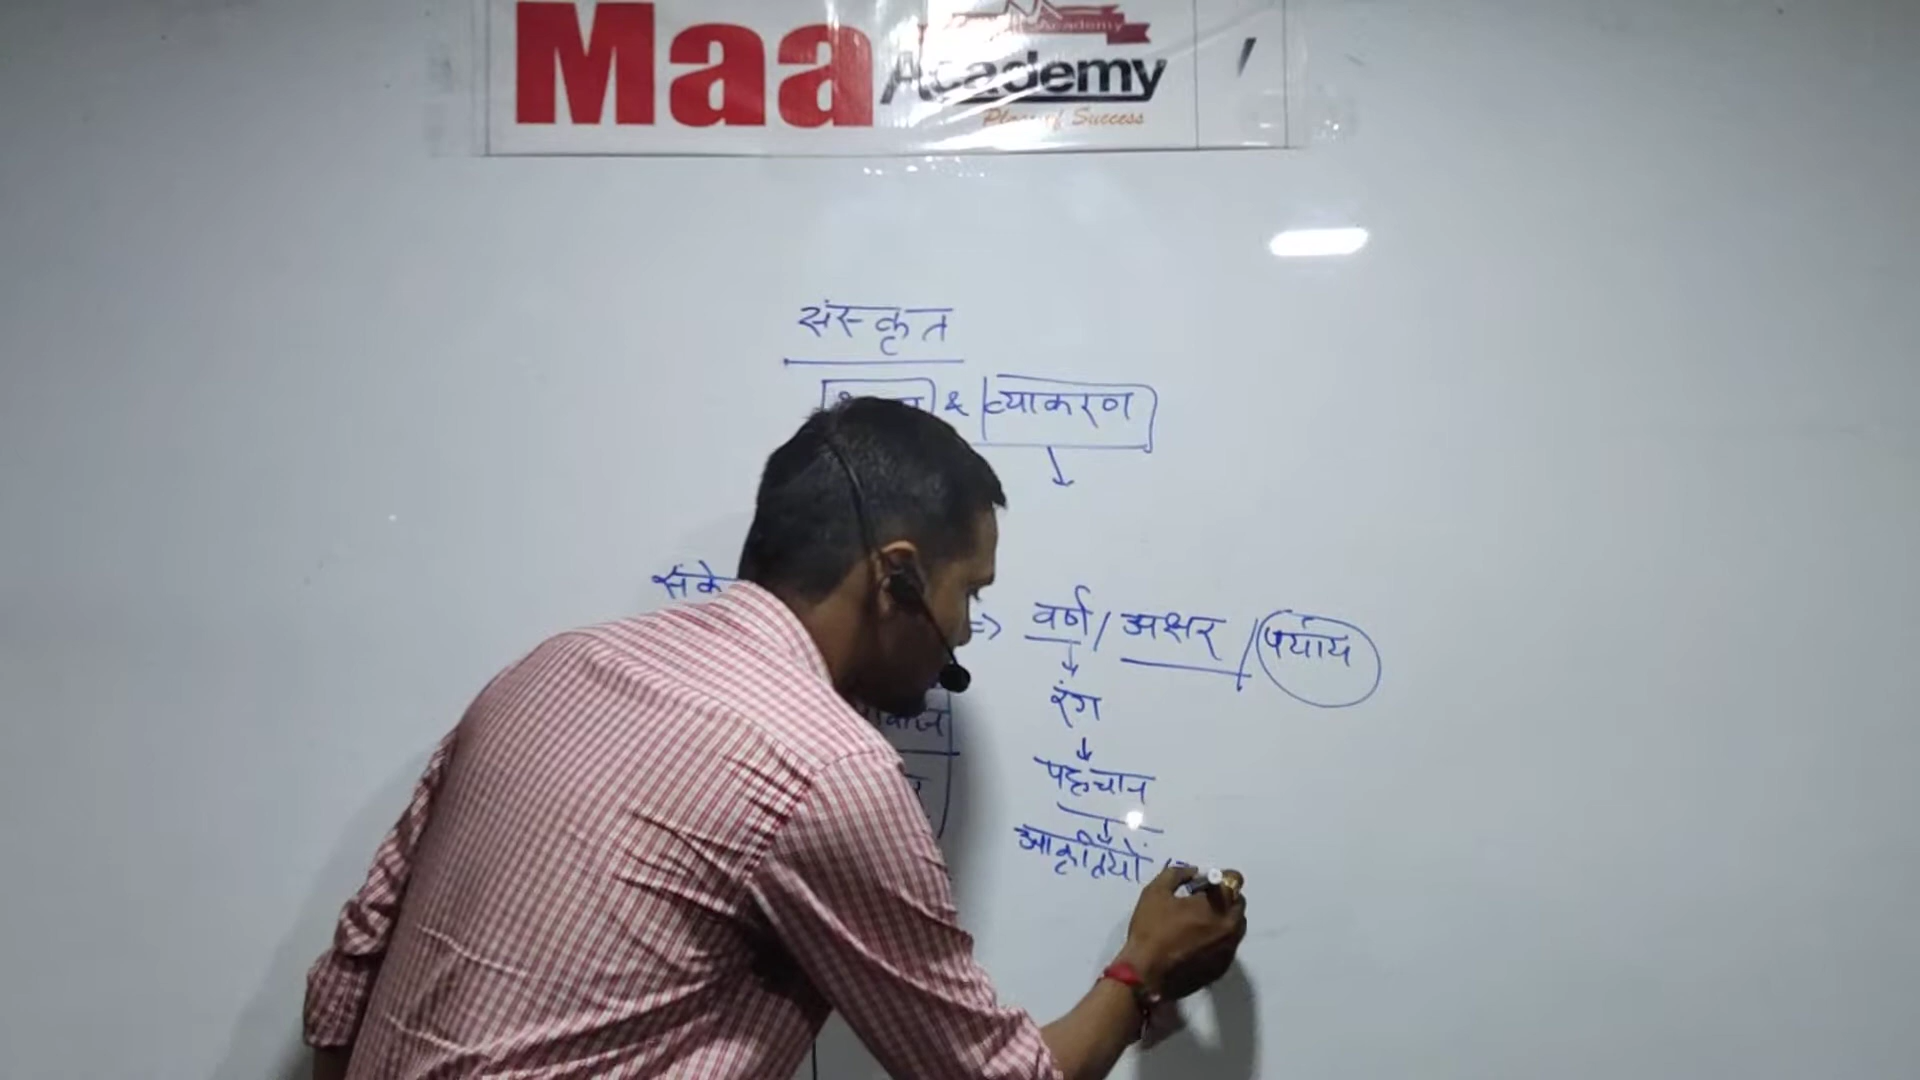 Maa Academy
Place of Success
संस्कृत
& व्याकरण
=> वर्ण / अक्षर / पर्याय
रंग
पहचान
आकृतियों